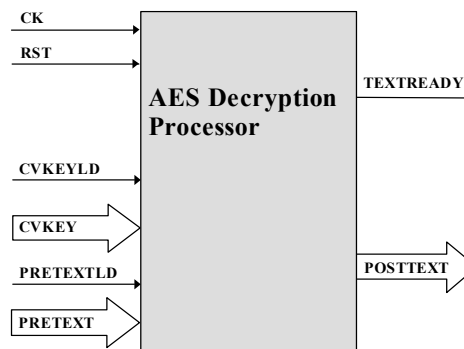 CK
RST
AES Decryption
Processor
TEXTREADY
CVKEYLD
CVKEY
PRETEXTLD
POSTTEXT
PRETEXT